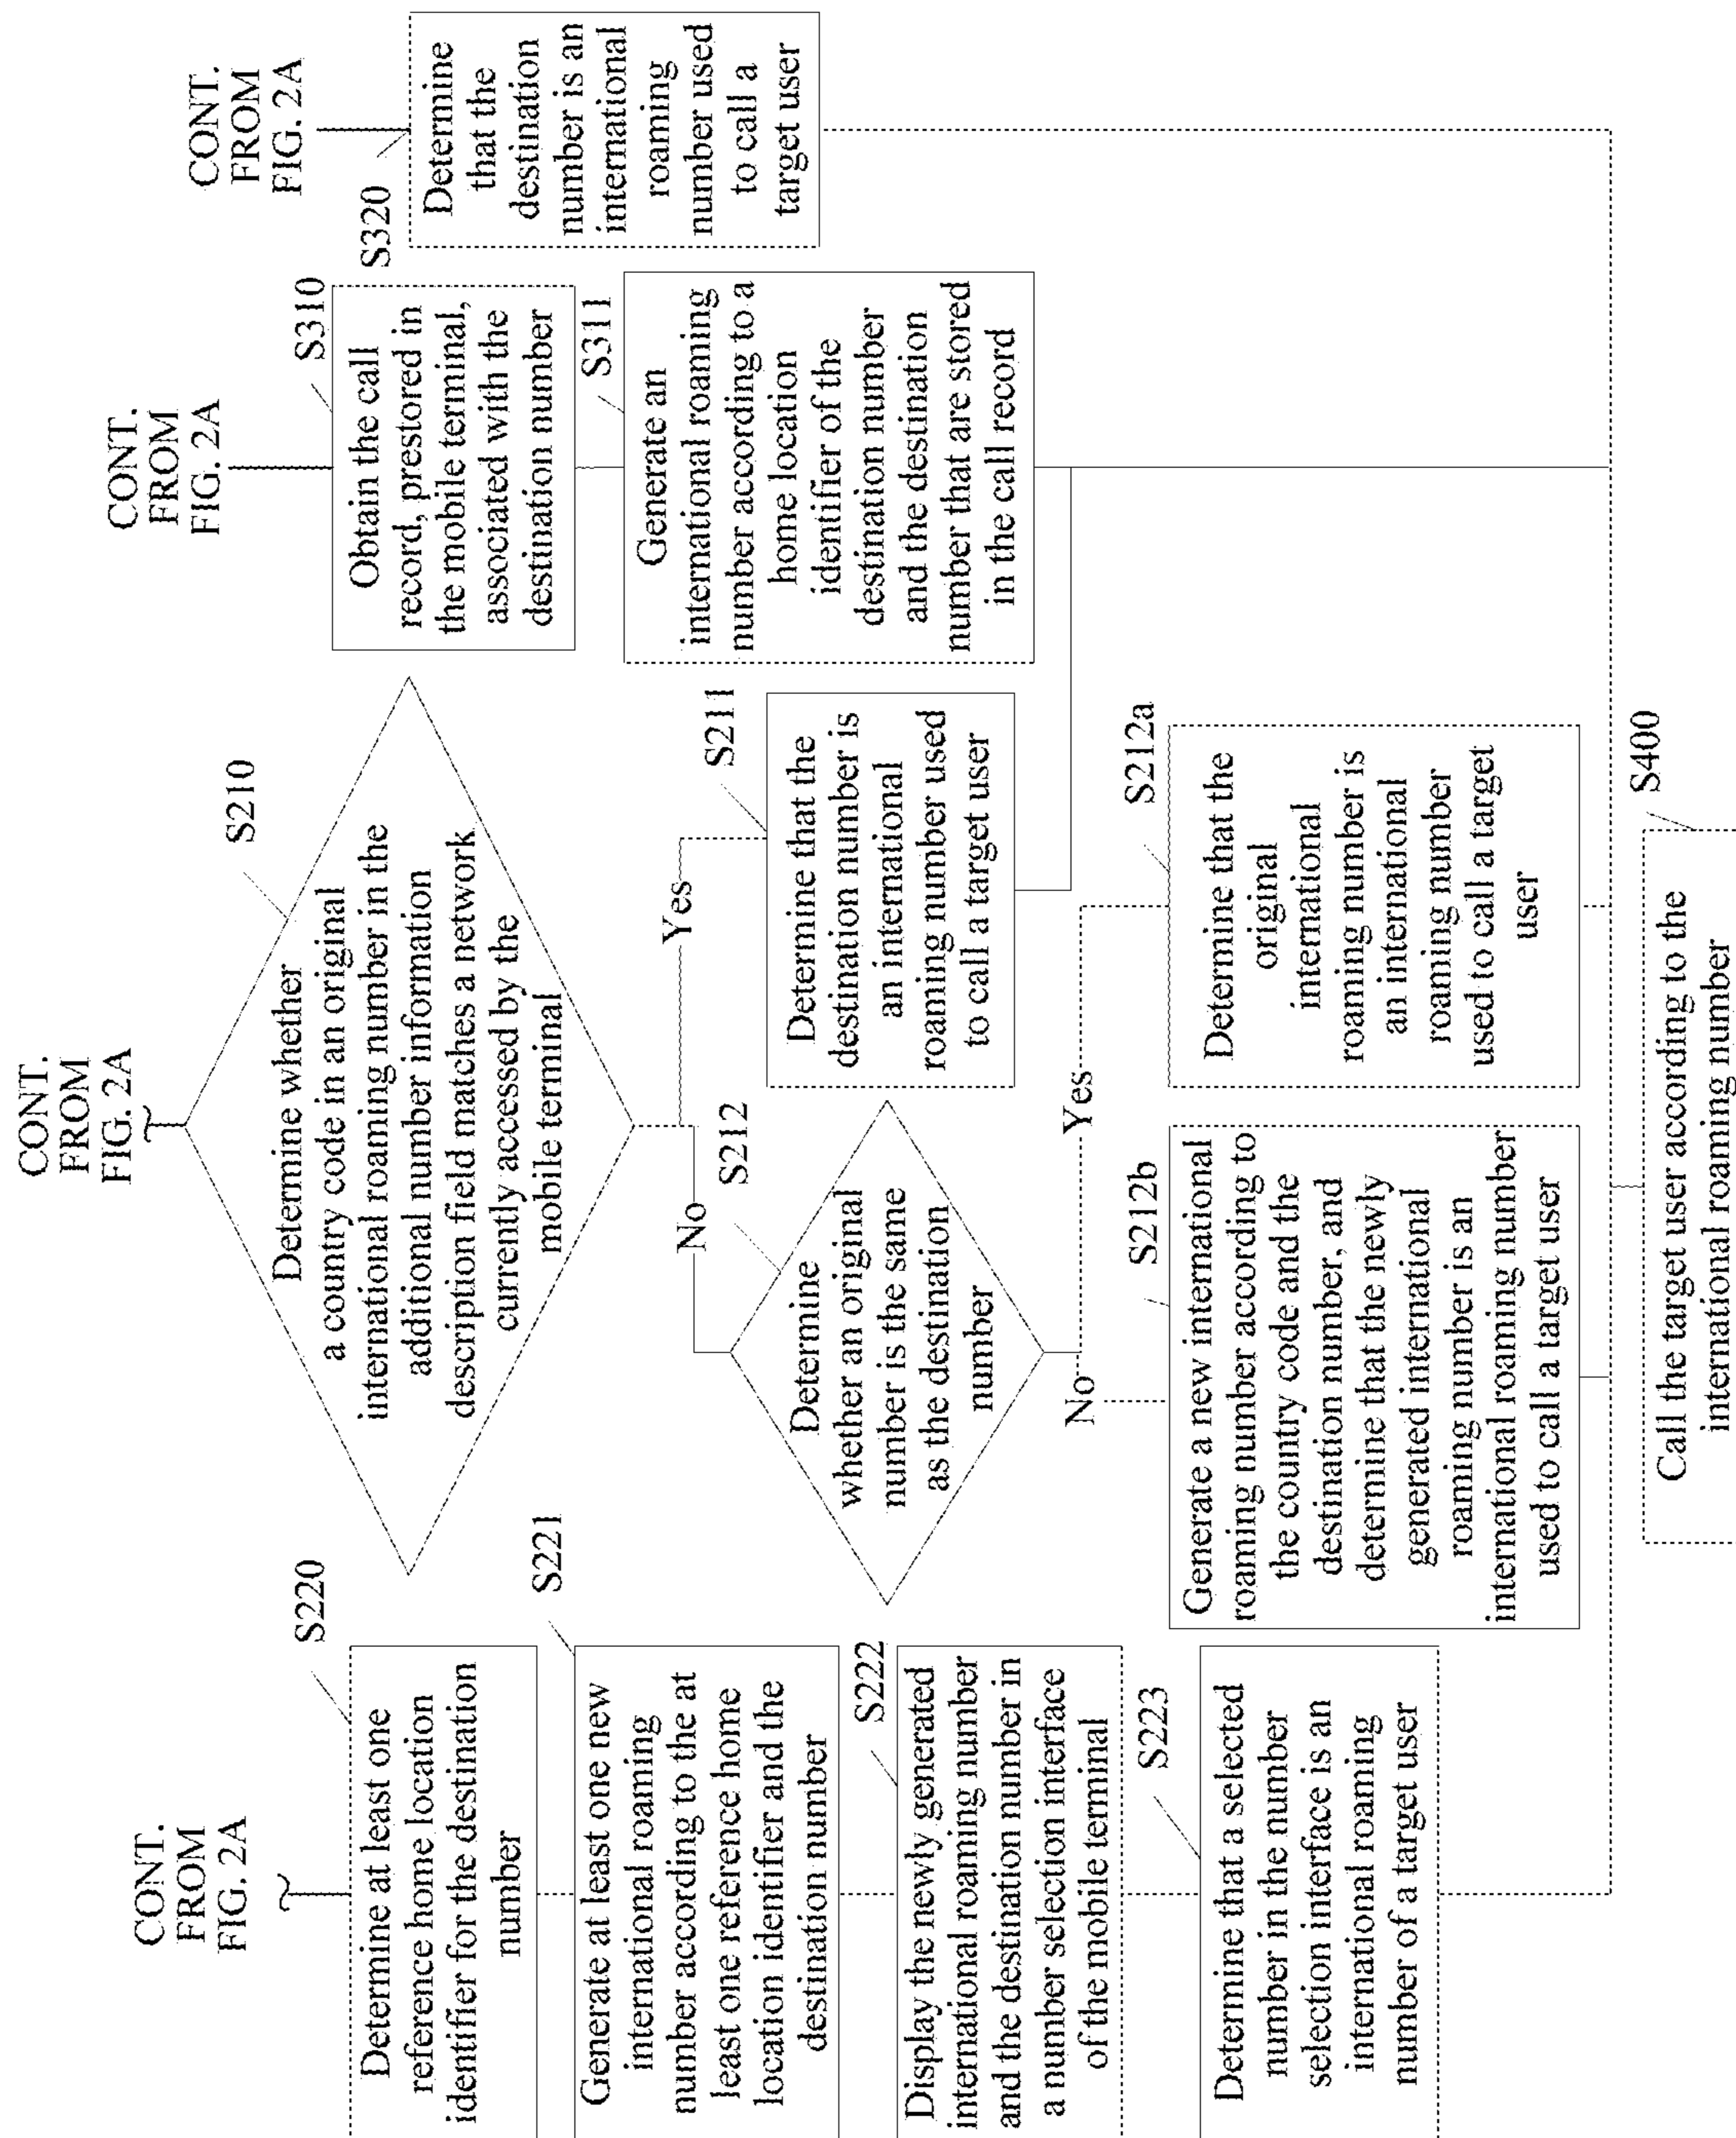 CONT.
FROM
FIG. 2A
S220
Determine at least one
reference home location
identifier for the destination
number
S221
Generate at least one new
international roaming
number according to the at
least one reference home
location identifier and the
destination number
S222
Display the newly generated
international roaming number
and the destination number in
a number selection interface
of the mobile terminal
S223
Determine that a selected
number in the number
selection interface is an
international roaming
number of a target user
CONT.
FROM
FIG. 2A
S210
Determine whether
a country code in an original
international roaming number in the
additional number information
description field matches a network
currently accessed by the
mobile terminal
No
Yes
S212
Determine
whether an original
number is the same
as the destination
number
S211
Determine that the
destination number is
an international
roaming number used
to call a target user
No
Yes
S212b
Generate a new international
roaming number according to
the country code and the
destination number, and
determine that the newly
generated international
roaming number is an
international roaming number
used to call a target user
S212a
Determine that the
original
international
roaming number is
an international
roaming number
used to call a target
user
CONT.
FROM
FIG. 2A
S310
Obtain the call
record, prestored in
the mobile terminal,
associated with the
destination number
S311
Generate an
international roaming
number according to a
home location
identifier of the
destination number
and the destination
number that are stored
in the call record
CONT.
FROM
FIG. 2A
S320
Determine
that the
destination
number is an
international
roaming
number used
to call a
target user
S400
Call the target user according to the
international roaming number